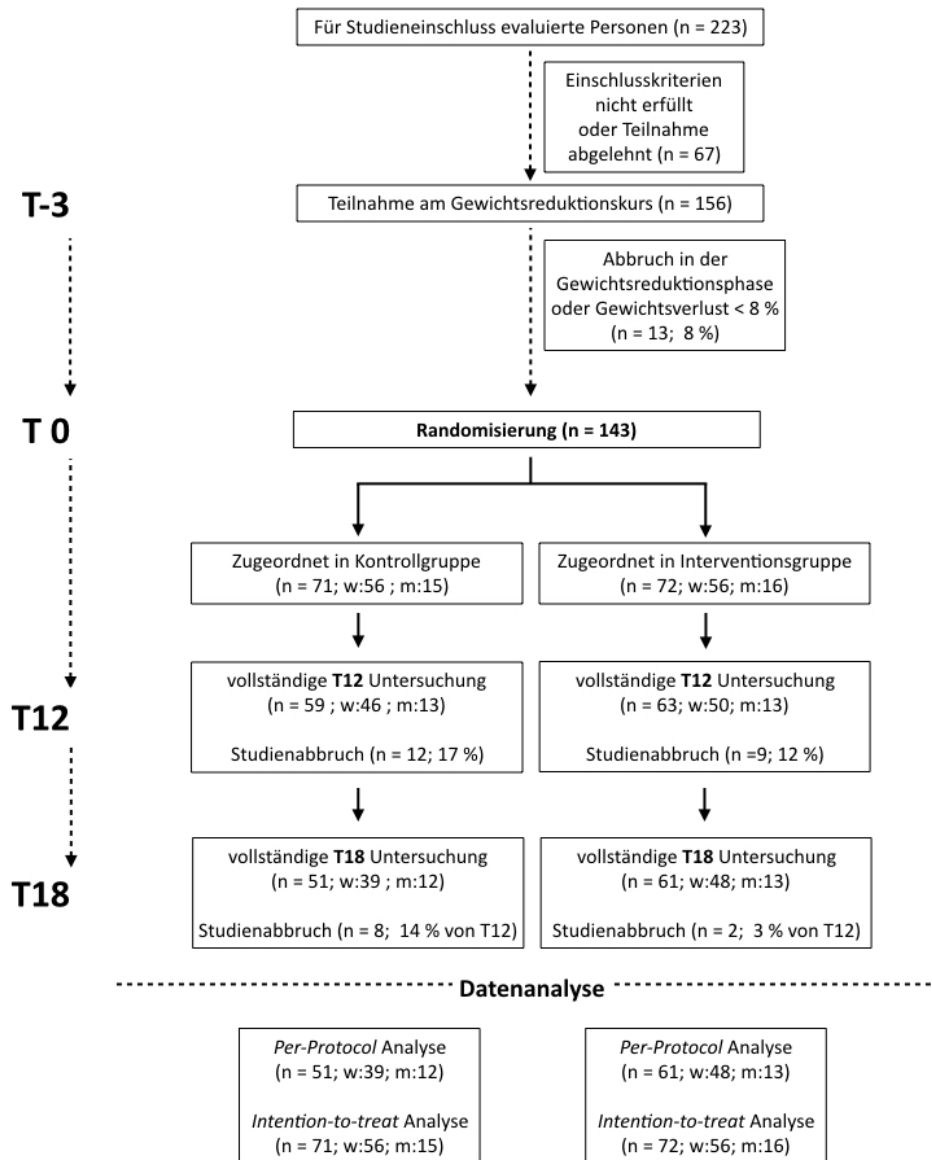 Für Studieneinschluss evaluierte Personen (n = 223)
Einschlusskriterien
nicht erfüllt
oder Teilnahme
abgelehnt (n = 67)
T-3
Teilnahme am Gewichtsreduktionskurs (n = 156)
Abbruch in der
Gewichtsreduktionsphase
oder Gewichtsverlust < 8 %
(n = 13;  8 %)
T 0
Randomisierung (n = 143)
Zugeordnet in Kontrollgruppe
(n = 71; w:56 ; m:15)
Zugeordnet in Interventionsgruppe
(n = 72; w:56; m:16)
T12
vollständige T12 Untersuchung
(n = 59 ; w:46 ; m:13)
Studienabbruch (n = 12; 17 %)
vollständige T12 Untersuchung
(n = 63; w:50; m:13)
Studienabbruch (n =9; 12 %)
T18
vollständige T18 Untersuchung
(n = 51; w:39 ; m:12)
Studienabbruch (n = 8;  14 % von T12)
vollständige T18 Untersuchung
(n = 61; w:48; m:13)
Studienabbruch (n = 2;  3 % von T12)
Datenanalyse
Per-Protocol Analyse
(n = 51; w:39; m:12)
Intention-to-treat Analyse
(n = 71; w:56; m:15)
Per-Protocol Analyse
(n = 61; w:48; m:13)
Intention-to-treat Analyse
(n = 72; w:56; m:16)